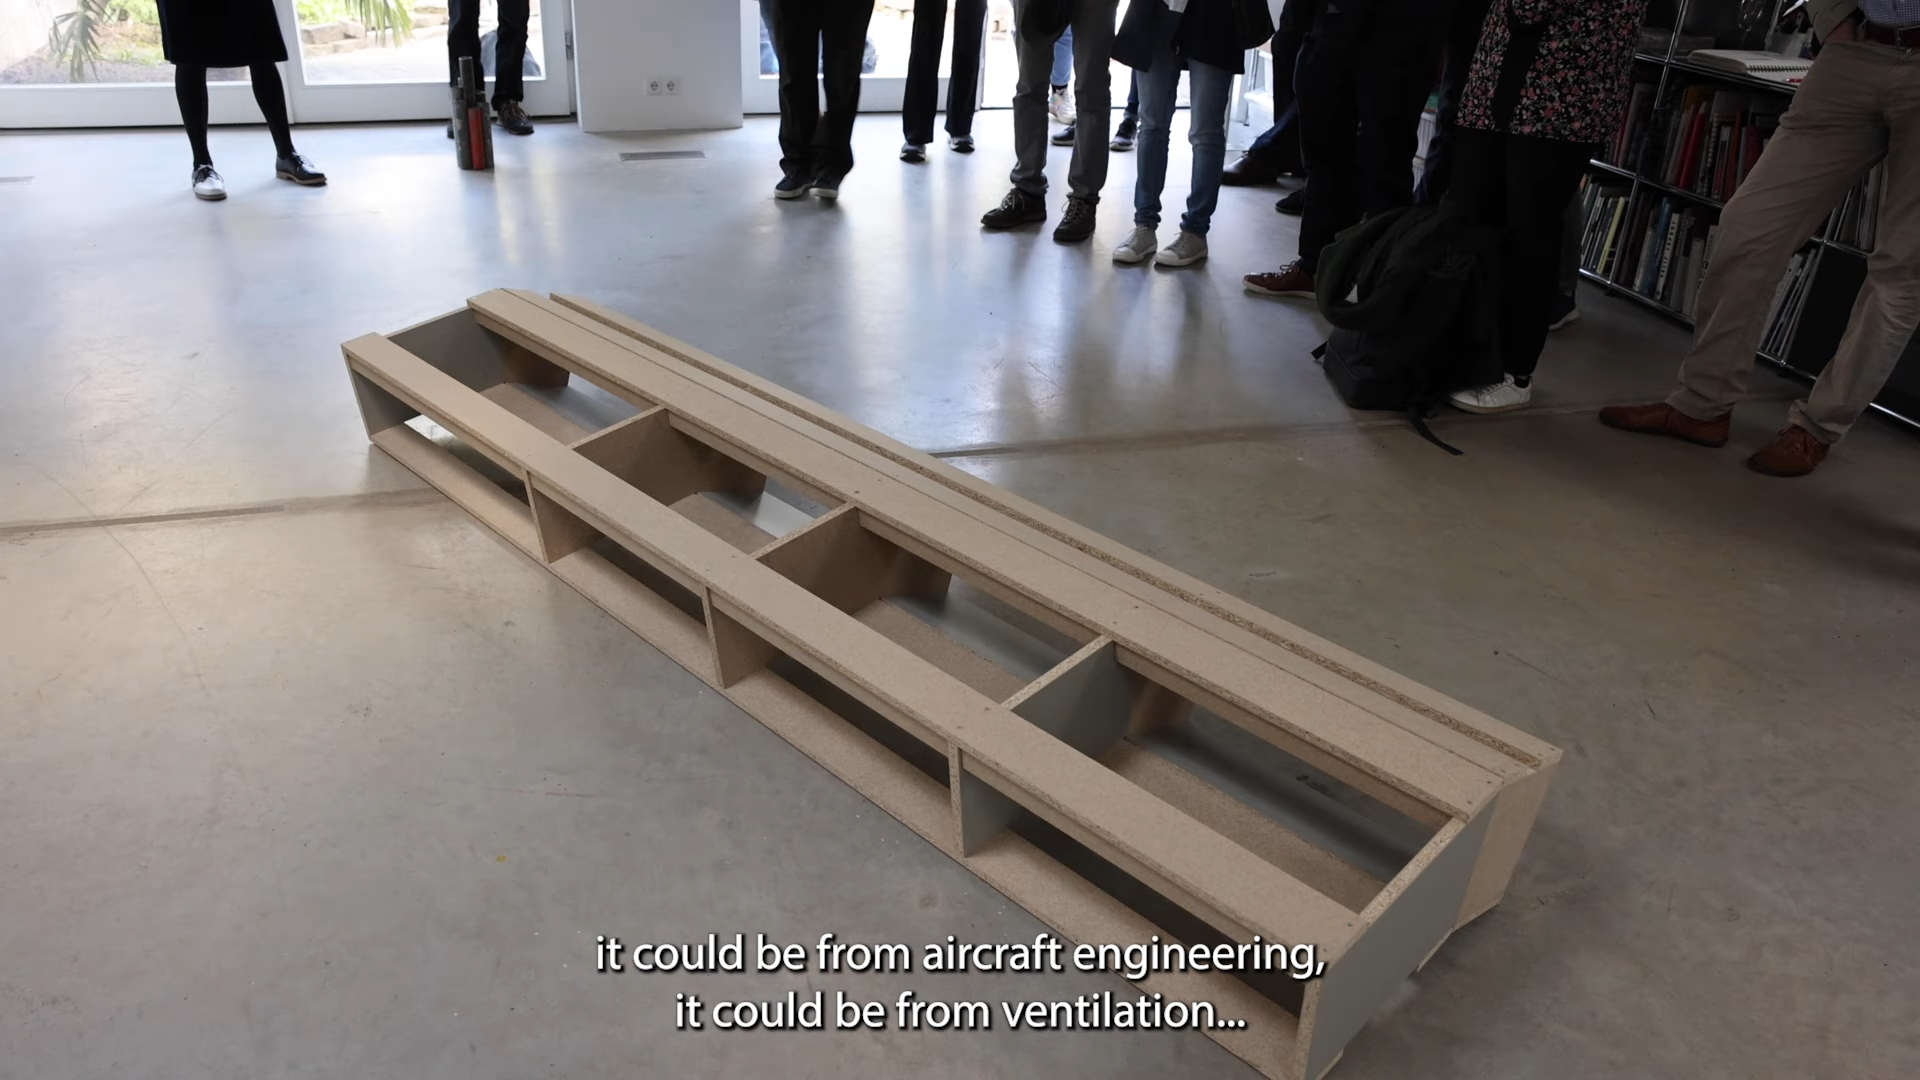 it could be from aircraft engineering,
it could be from ventilation...